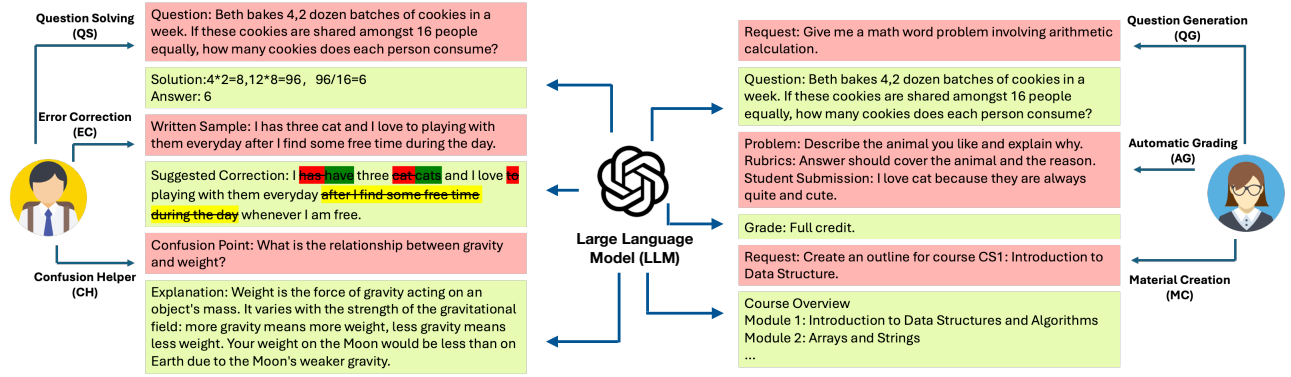 Question Solving
(QS)
Question: Beth bakes 4,2 dozen batches of cookies in a
week. If these cookies are shared amongst 16 people
equally, how many cookies does each person consume?
Solution:4*2=8,12*8=96, 96/16=6
Answer: 6
Error Correction
(EC)
Written Sample: I has three cat and I love to playing with
them everyday after I find some free time during the day.
Suggested Correction: I has have three cat cats and I love to
playing with them everyday after I find some free time
during the day whenever I am free.
Confusion Point: What is the relationship between gravity
and weight?
Confusion Helper
(CH)
Explanation: Weight is the force of gravity acting on an
object's mass. It varies with the strength of the gravitational
field: more gravity means more weight, less gravity means
less weight. Your weight on the Moon would be less than on
Earth due to the Moon's weaker gravity.
Large Language
Model (LLM)
Question Generation
(QG)
Request: Give me a math word problem involving arithmetic
calculation.
Question: Beth bakes 4,2 dozen batches of cookies in a
week. If these cookies are shared amongst 16 people
equally, how many cookies does each person consume?
Automatic Grading
(AG)
Problem: Describe the animal you like and explain why.
Rubrics: Answer should cover the animal and the reason.
Student Submission: I love cat because they are always
quite and cute.
Grade: Full credit.
Request: Create an outline for course CS1: Introduction to
Data Structure.
Material Creation
(MC)
Course Overview
Module 1: Introduction to Data Structures and Algorithms
Module 2: Arrays and Strings
...